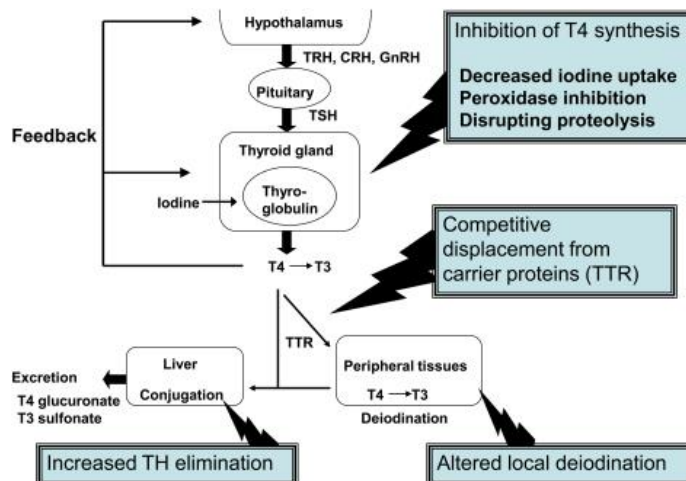 Hypothalamus
TRH, CRH, GnRH
Pituitary
TSH
Feedback
Thyroid gland
Thyro-
globulin
Iodine
T4 → T3
Inhibition of T4 synthesis
Decreased iodine uptake
Peroxidase inhibition
Disrupting proteolysis
Competitive
displacement from
carrier proteins (TTR)
TTR
Liver
Conjugation
Peripheral tissues
T4 → T3
Deiodination
Excretion
T4 glucuronate
T3 sulfonate
Increased TH elimination
Altered local deiodination